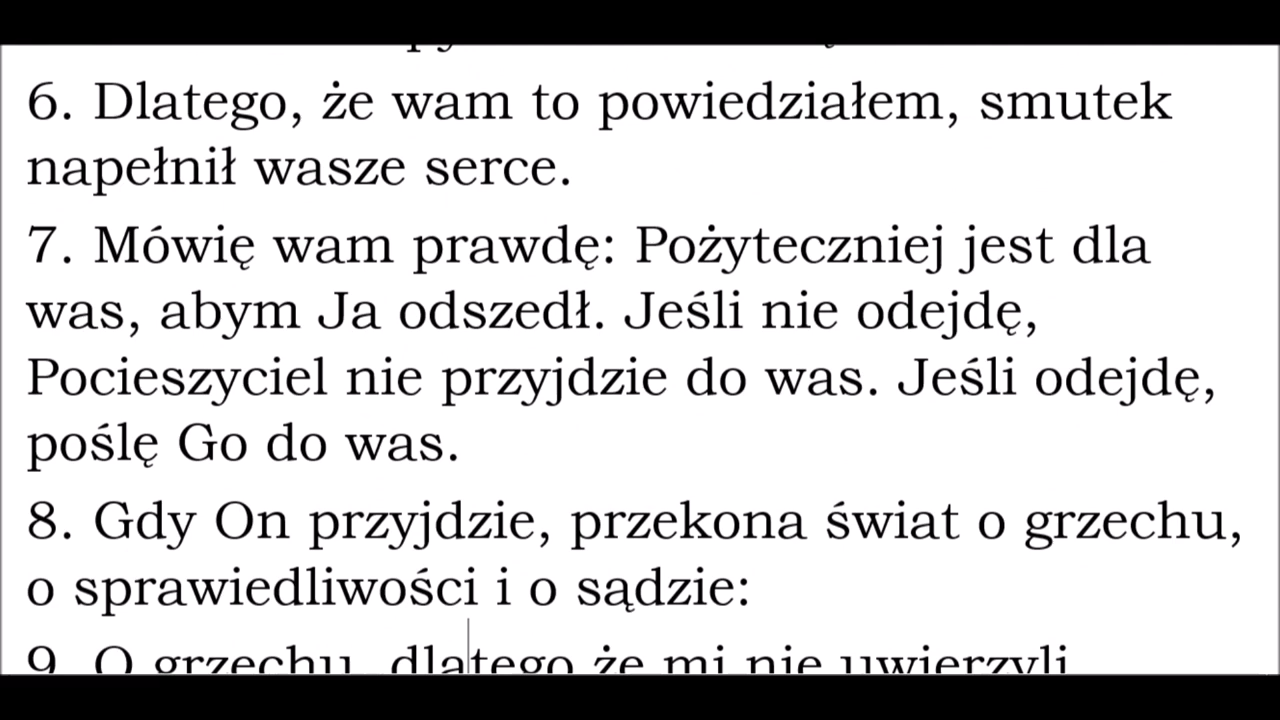 6. Dlatego, że wam to powiedziałem, smutek
napełnił wasze serce.
7. Mówię wam prawdę: Pożyteczniej jest dla
was, abym Ja odszedł. Jeśli nie odejdę,
Pocieszyciel nie przyjdzie do was. Jeśli odejdę,
poślę Go do was.
8. Gdy On przyjdzie, przekona świat o grzechu,
o sprawiedliwości i o sądzie:
9. O grzechu, dlatego że mi nie uwierzyli